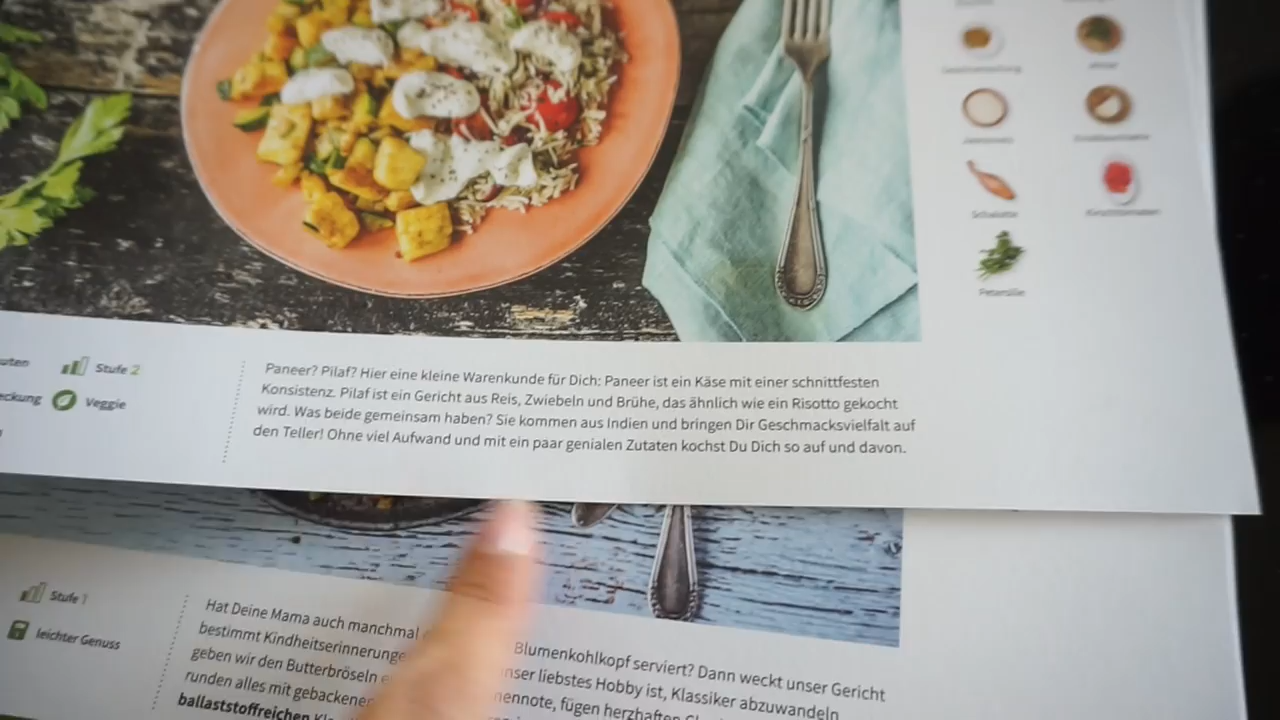 Schalotte
Petersilie
Stufe 2
Veggie
Paneer? Pilaf? Hier eine kleine Warenkunde für Dich: Paneer ist ein Käse mit einer schnittfesten
Konsistenz. Pilaf ist ein Gericht aus Reis, Zwiebeln und Brühe, das ähnlich wie ein Risotto gekocht
wird. Was beide gemeinsam haben? Sie kommen aus Indien und bringen Dir Geschmacksvielfalt auf
den Teller! Ohne viel Aufwand und mit ein paar genialen Zutaten kochst Du Dich so auf und davon.
Stufe 1
leichter Genuss
Hat Deine Mama auch manchmal Blumenkohlkopf serviert? Dann weckt unser Gericht
bestimmt Kindheitserinnerunge nser liebstes Hobby ist, Klassiker abzuwandeln
geben wir den Butterbröseln ennote, fügen herzhaften
runden alles mit gebackene
ballaststoffreichen